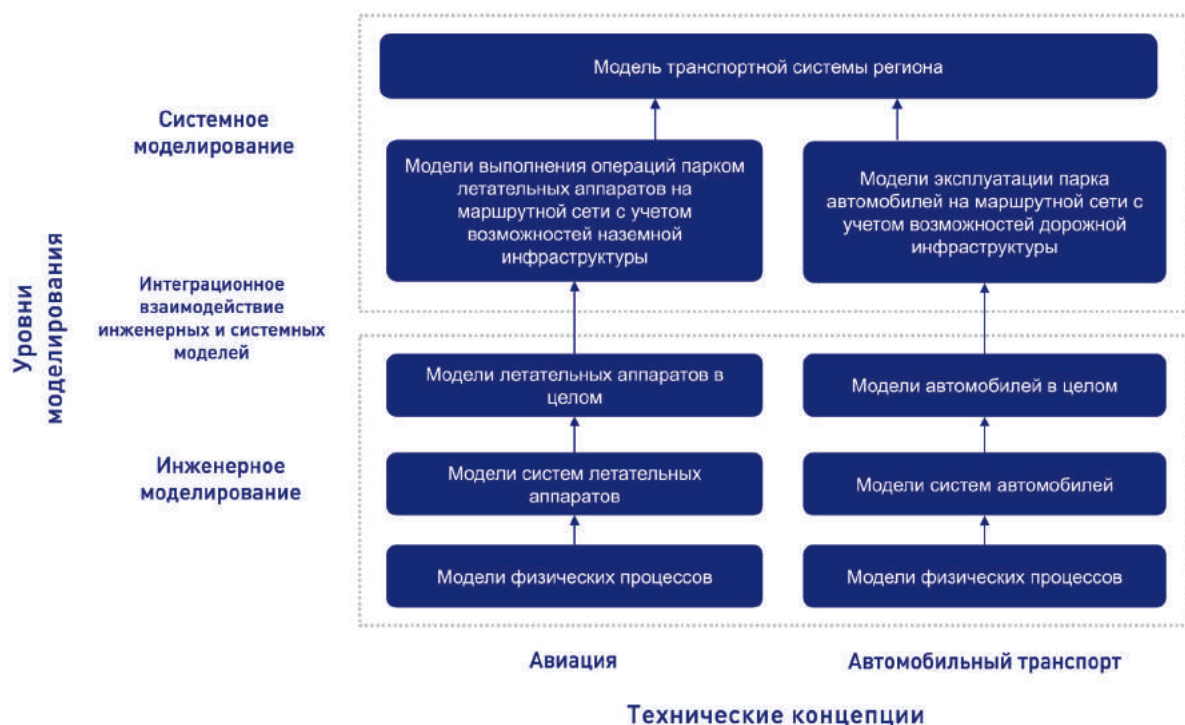 Модель транспортной системы региона
Системное
моделирование
Модели выполнения операций парком
летательных аппаратов на
маршрутной сети с учетом
возможностей наземной
инфраструктуры
Модели эксплуатации парка
автомобилей на маршрутной сети с
учетом возможностей дорожной
инфраструктуры
Уровни
моделирования
Интеграционное
взаимодействие
инженерных и системных
моделей
Модели летательных аппаратов в
целом
Модели автомобилей в целом
Инженерное
моделирование
Модели систем летательных
аппаратов
Модели систем автомобилей
Модели физических процессов
Модели физических процессов
Авиация
Автомобильный транспорт
Технические концепции